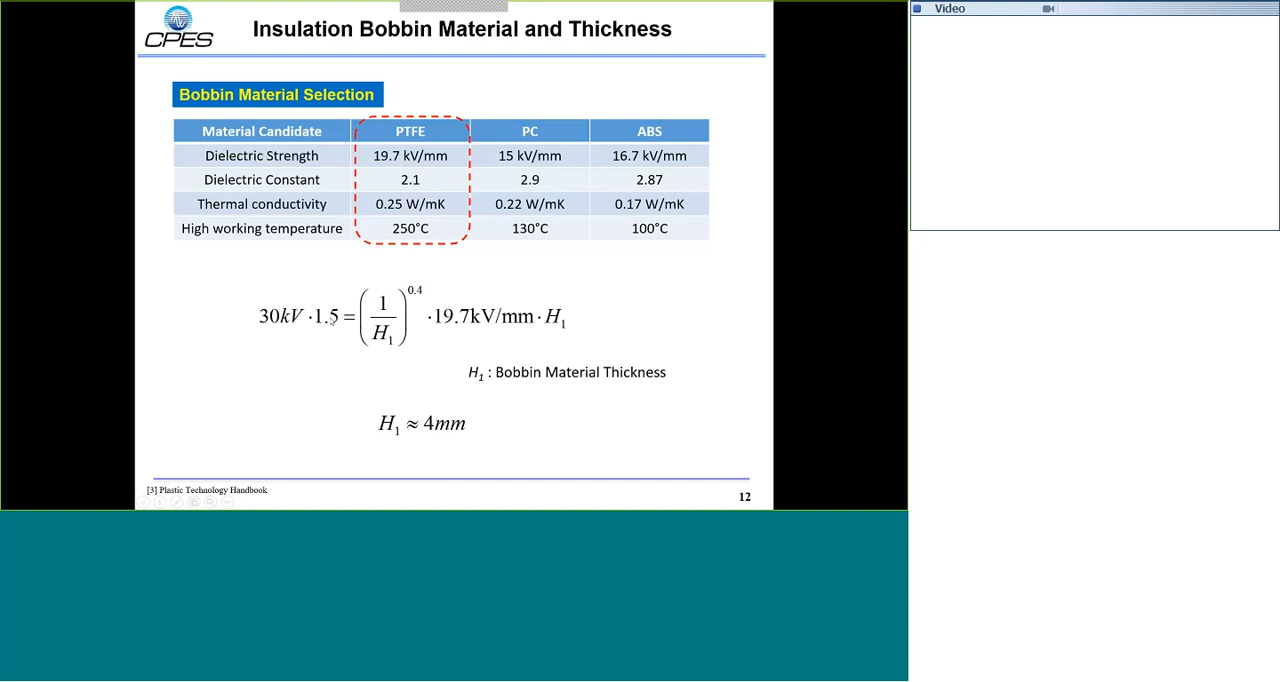 Video
CPES
Insulation Bobbin Material and Thickness
Bobbin Material Selection
Material Candidate PTFE PC ABS
Dielectric Strength 19.7 kV/mm 15 kV/mm 16.7 kV/mm
Dielectric Constant 2.1 2.9 2.87
Thermal conductivity 0.25 W/mK 0.22 W/mK 0.17 W/mK
High working temperature 250°C 130°C 100°C
30kV · 1.5 = (1/H₁)^0.4 · 19.7kV/mm · H₁
H₁ : Bobbin Material Thickness
H₁ ≈ 4mm
[3] Plastic Technology Handbook
12